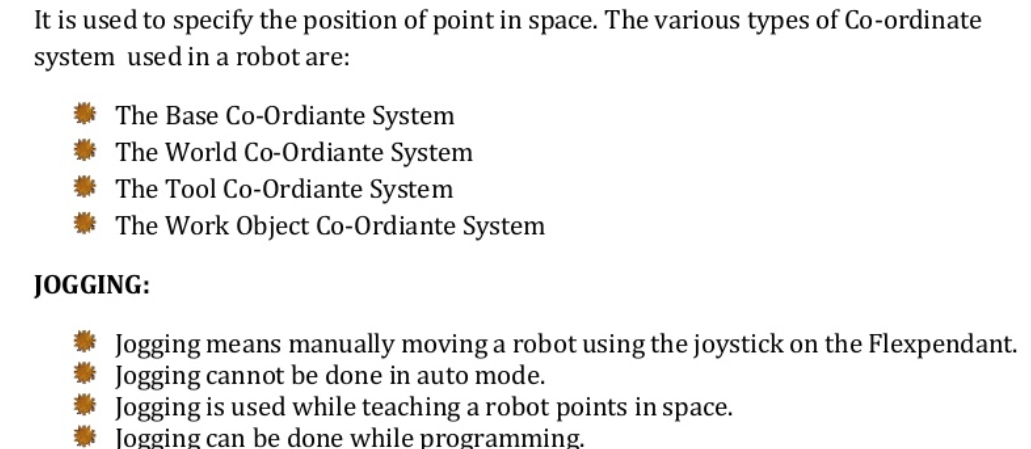 It is used to specify the position of point in space. The various types of Co-ordinate
system used in a robot are:
The Base Co-Ordiante System
The World Co-Ordiante System
The Tool Co-Ordiante System
The Work Object Co-Ordiante System
JOGGING:
Jogging means manually moving a robot using the joystick on the Flexpendant.
Jogging cannot be done in auto mode.
Jogging is used while teaching a robot points in space.
Jogging can be done while programming.